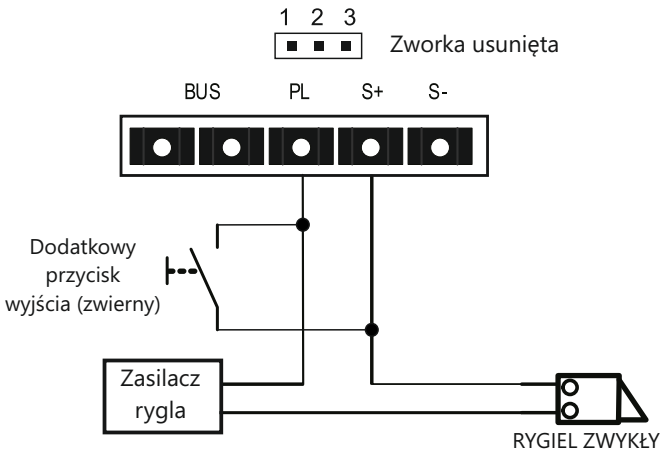 1 2 3
Zworka usunięta
BUS PL S+ S-
Dodatkowy
przycisk
wyjścia (zwierny)
Zasilacz
rygla
RYGIEL ZWYKŁY